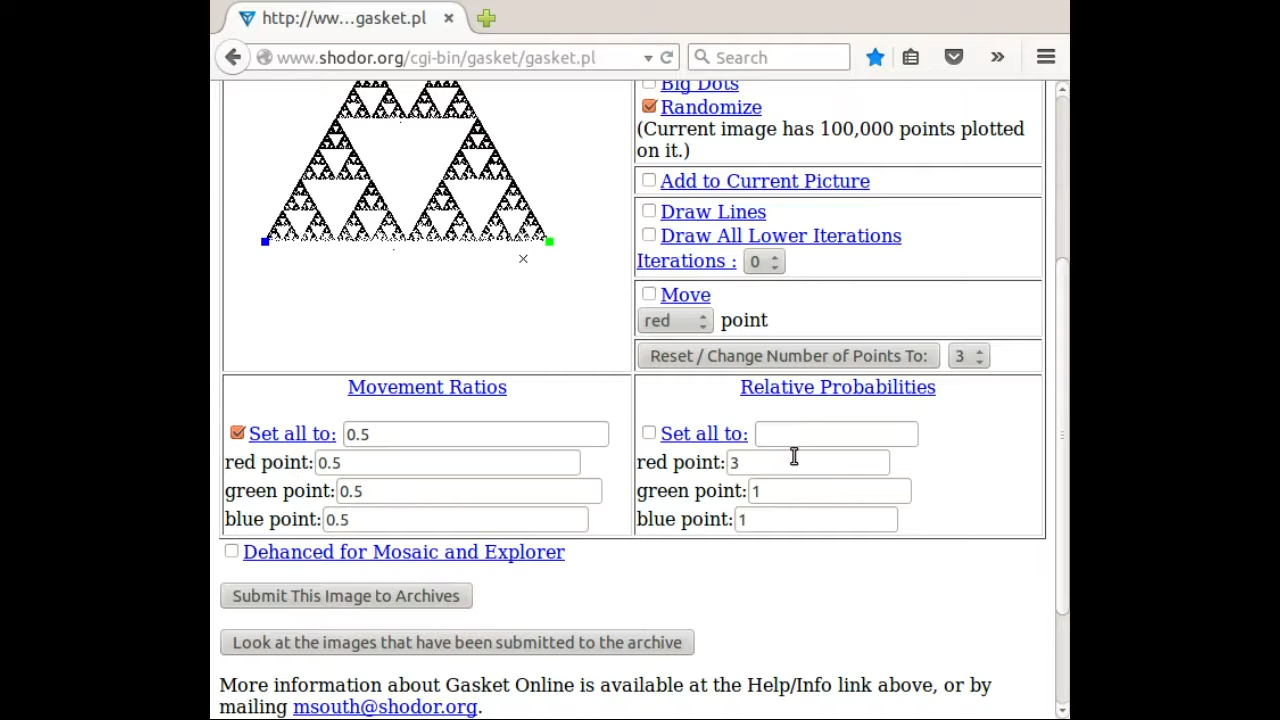 http://ww...gasket.pl
www.shodor.org/cgi-bin/gasket/gasket.pl
Search
Big Dots
Randomize
(Current image has 100,000 points plotted
on it.)
Add to Current Picture
Draw Lines
Draw All Lower Iterations
Iterations : 0
Move
red point
Reset / Change Number of Points To: 3
Movement Ratios
Set all to: 0.5
red point: 0.5
green point: 0.5
blue point: 0.5
Relative Probabilities
Set all to:
red point: 3
green point: 1
blue point: 1
Dehanced for Mosaic and Explorer
Submit This Image to Archives
Look at the images that have been submitted to the archive
More information about Gasket Online is available at the Help/Info link above, or by
mailing msouth@shodor.org.